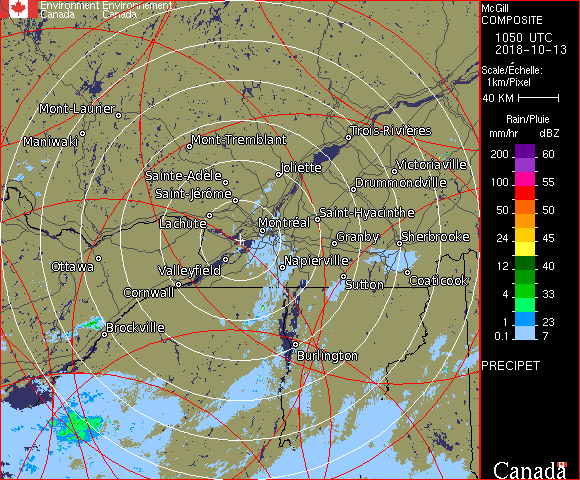 Environment Environnement
Canada Canada
McGill
COMPOSITE
1050 UTC
2018-10-13
Scale/Échelle:
1km/Pixel
40 KM
Rain/Pluie
mm/hr dBZ
200 60
100 55
50 50
24 45
12 40
4 33
1 23
0.1 7
PRECIPET
Canada
Mont-Laurier
Maniwaki
Mont-Tremblant
Trois-Rivières
Joliette
Victoriaville
Sainte-Adèle
Drummondville
Saint-Jérôme
Lachute
Saint-Hyacinthe
Montréal
Granby
Sherbrooke
Ottawa
Valleyfield
Napierville
Coaticook
Cornwall
Sutton
Brockville
Burlington